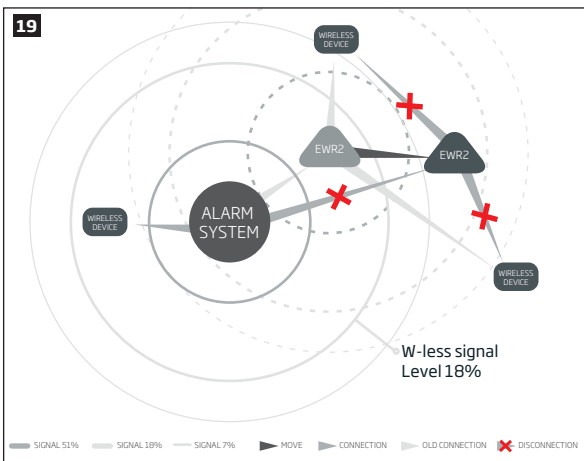 19
WIRELESS
DEVICE
EWR2
EWR2
WIRELESS
DEVICE
ALARM
SYSTEM
WIRELESS
DEVICE
W-less signal
Level 18%
SIGNAL 51%
SIGNAL 18%
SIGNAL 7%
MOVE
CONNECTION
OLD CONNECTION
DISCONNECTION